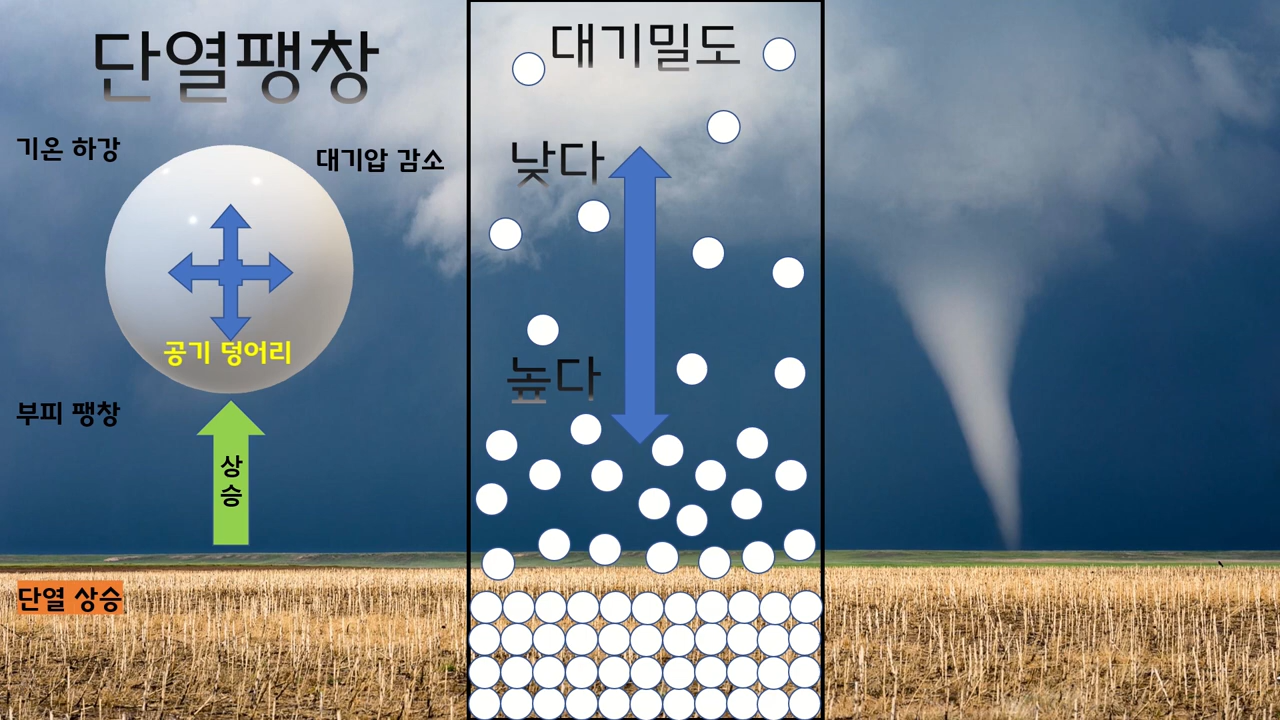 단열팽창
기온 하강
대기압 감소
공기 덩어리
부피 팽창
상
승
단열 상승
대기밀도
낮다
높다